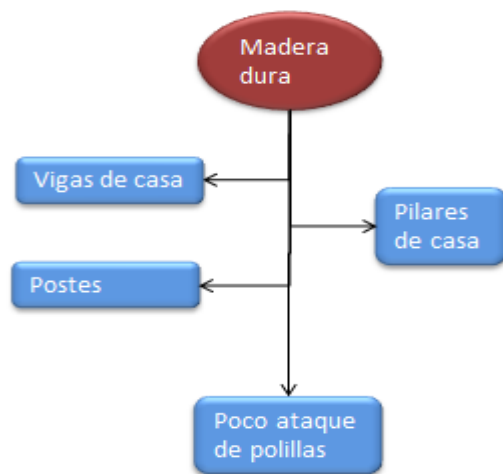 Madera
dura
Vigas de casa
Pilares
de casa
Postes
Poco ataque
de polillas